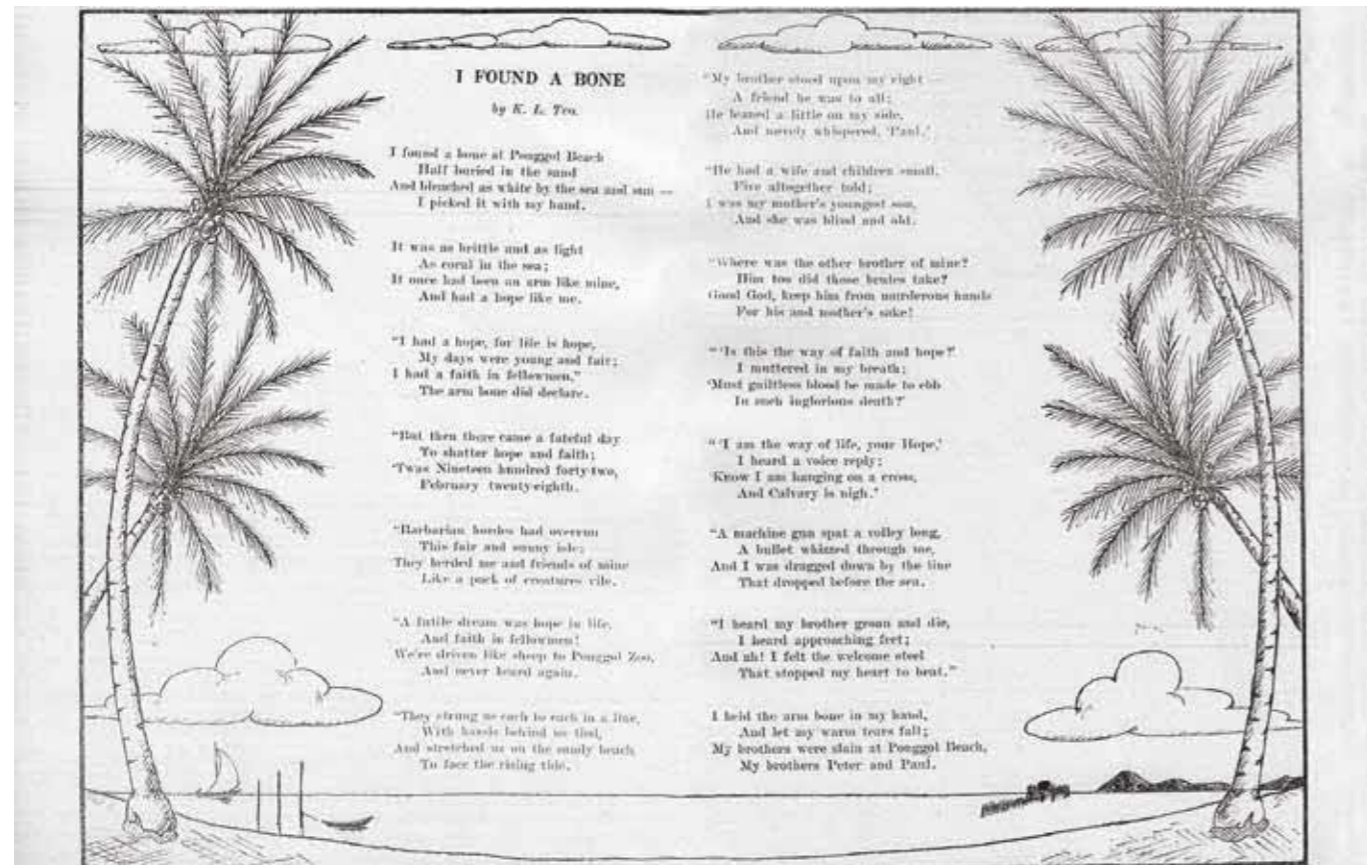 I FOUND A BONE
by K. L. Teo.
I found a bone at Ponggol Beach
Half buried in the sand
And bleached as white by the sea and sun —
I picked it with my hand.
It was as brittle and as light
As coral in the sea;
It once had been an arm like mine,
And had a hope like me.
"I had a hope, for life is hope,
My days were young and fair;
I had a faith in fellowmen,"
The arm bone did declare.
"But then there came a fateful day
To shatter hope and faith;
'Twas Nineteen hundred forty-two,
February twenty-eighth.
"Barbarian hordes had overrun
This fair and sunny isle;
They herded me and friends of mine
Like a pack of creatures vile.
"A futile dream was hope in life,
And faith in fellowmen!
We're driven like sheep to Ponggol Zoo,
And never heard again.
"They strung us each to each in a line,
With hands behind us tied,
And stretched us on the sandy beach
To face the rising tide.
"My brother stood upon my right —
A friend he was to all;
He leaned a little on my side,
And merely whispered, 'Paul.'
"He had a wife and children small,
Five altogether told;
I was my mother's youngest son,
And she was blind and old.
"Where was the other brother of mine?
Him too did those brutes take?
Good God, keep him from murderous hands
For his and mother's sake!
"'Is this the way of faith and hope?'
I muttered in my breath;
'Must guiltless blood be made to ebb
In such inglorious death?'
"'I am the way of life, your Hope,'
I heard a voice reply;
'Know I am hanging on a cross,
And Calvary is nigh.'
"A machine gun spat a volley long,
A bullet whizzed through me,
And I was dragged down by the line
That dropped before the sea.
"I heard my brother groan and die,
I heard approaching feet;
And ah! I felt the welcome steel
That stopped my heart to beat."
I held the arm bone in my hand,
And let my warm tears fall;
My brothers were slain at Ponggol Beach,
My brothers Peter and Paul.